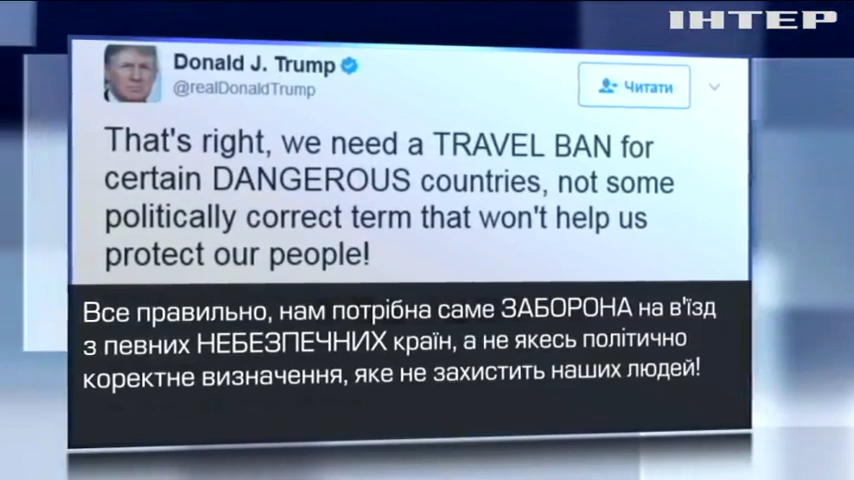 ІНТЕР
Donald J. Trump
@realDonaldTrump
Читати
That's right, we need a TRAVEL BAN for
certain DANGEROUS countries, not some
politically correct term that won't help us
protect our people!
Все правильно, нам потрібна саме ЗАБОРОНА на в'їзд
з певних НЕБЕЗПЕЧНИХ країн, а не якесь політично
коректне визначення, яке не захистить наших людей!